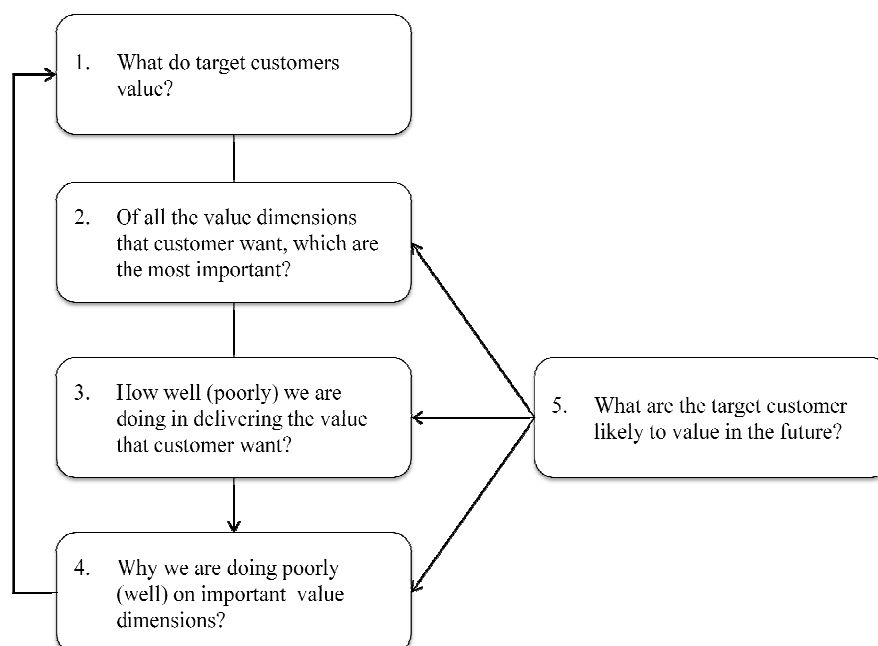 1. What do target customers
value?
2. Of all the value dimensions
that customer want, which are
the most important?
3. How well (poorly) we are
doing in delivering the value
that customer want?
5. What are the target customer
likely to value in the future?
4. Why we are doing poorly
(well) on important value
dimensions?